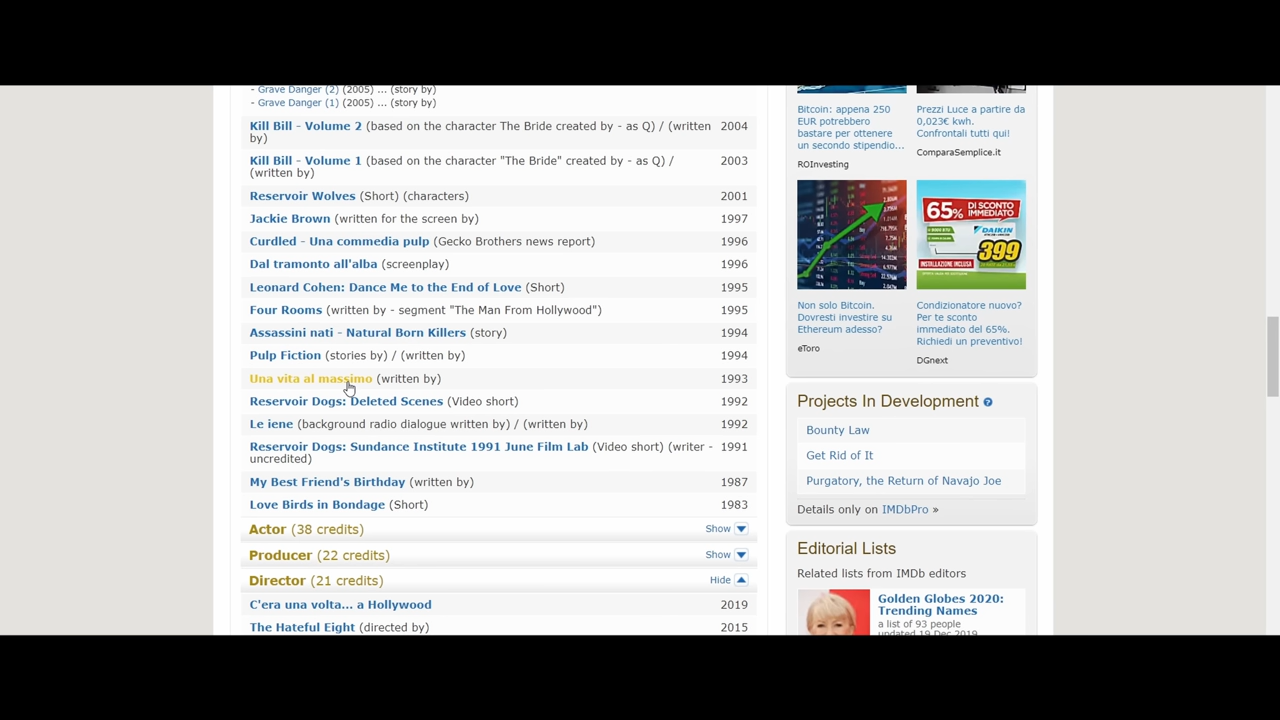 - Grave Danger (2) (2005) ... (story by)
- Grave Danger (1) (2005) ... (story by)
Kill Bill - Volume 2 (based on the character The Bride created by - as Q) / (written 2004
by)
Kill Bill - Volume 1 (based on the character "The Bride" created by - as Q) / 2003
(written by)
Reservoir Wolves (Short) (characters) 2001
Jackie Brown (written for the screen by) 1997
Curdled - Una commedia pulp (Gecko Brothers news report) 1996
Dal tramonto all'alba (screenplay) 1996
Leonard Cohen: Dance Me to the End of Love (Short) 1995
Four Rooms (written by - segment "The Man From Hollywood") 1995
Assassini nati - Natural Born Killers (story) 1994
Pulp Fiction (stories by) / (written by) 1994
Una vita al massimo (written by) 1993
Reservoir Dogs: Deleted Scenes (Video short) 1992
Le iene (background radio dialogue written by) / (written by) 1992
Reservoir Dogs: Sundance Institute 1991 June Film Lab (Video short) (writer - 1991
uncredited)
My Best Friend's Birthday (written by) 1987
Love Birds in Bondage (Short) 1983
Actor (38 credits) Show
Producer (22 credits) Show
Director (21 credits) Hide
C'era una volta... a Hollywood 2019
The Hateful Eight (directed by) 2015
Bitcoin: appena 250
EUR potrebbero
bastare per ottenere
un secondo stipendio...
ROInvesting
Prezzi Luce a partire da
0,023€ kwh.
Confrontali tutti qui!
ComparaSemplice.it
65% DI SCONTO
IMMEDIATO
DAIKIN
399
Non solo Bitcoin.
Dovresti investire su
Ethereum adesso?
eToro
Condizionatore nuovo?
Per te sconto
immediato del 65%.
Richiedi un preventivo!
DGnext
Projects In Development
Bounty Law
Get Rid of It
Purgatory, the Return of Navajo Joe
Details only on IMDbPro »
Editorial Lists
Related lists from IMDb editors
Golden Globes 2020:
Trending Names
a list of 93 people
updated 19 Dec 2019